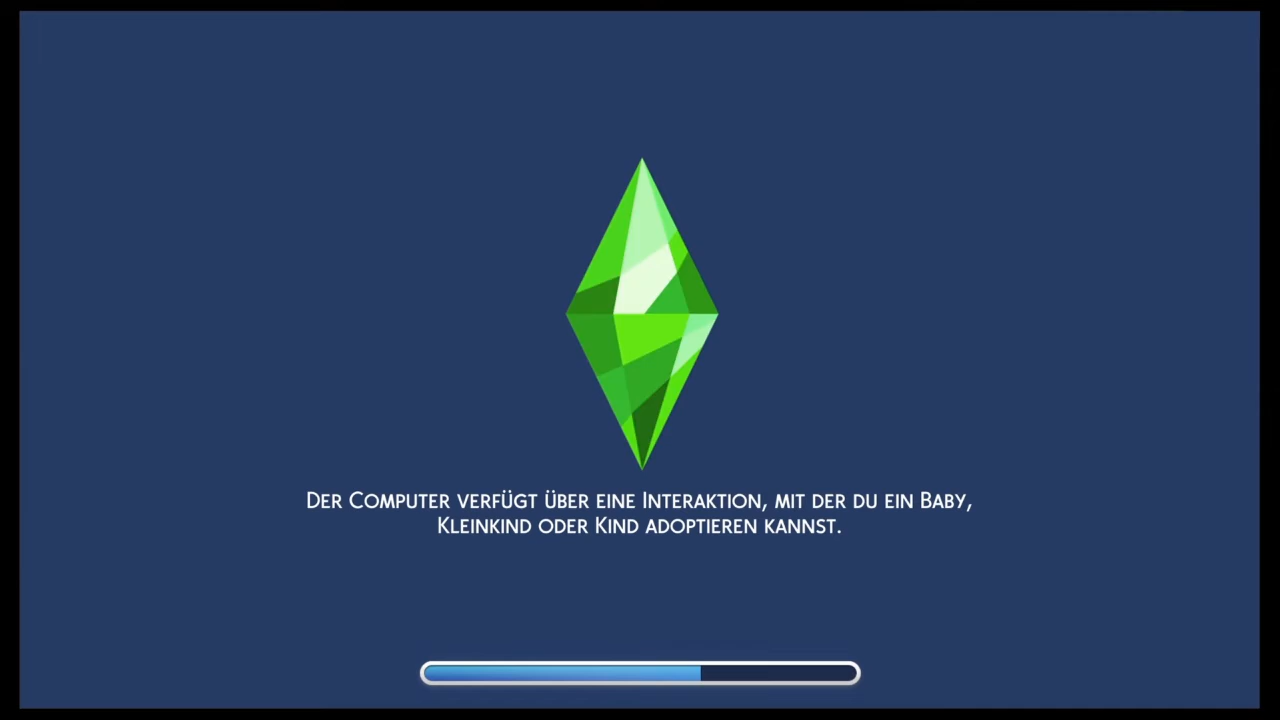 Der Computer verfügt über eine Interaktion, mit der du ein Baby,
Kleinkind oder Kind adoptieren kannst.